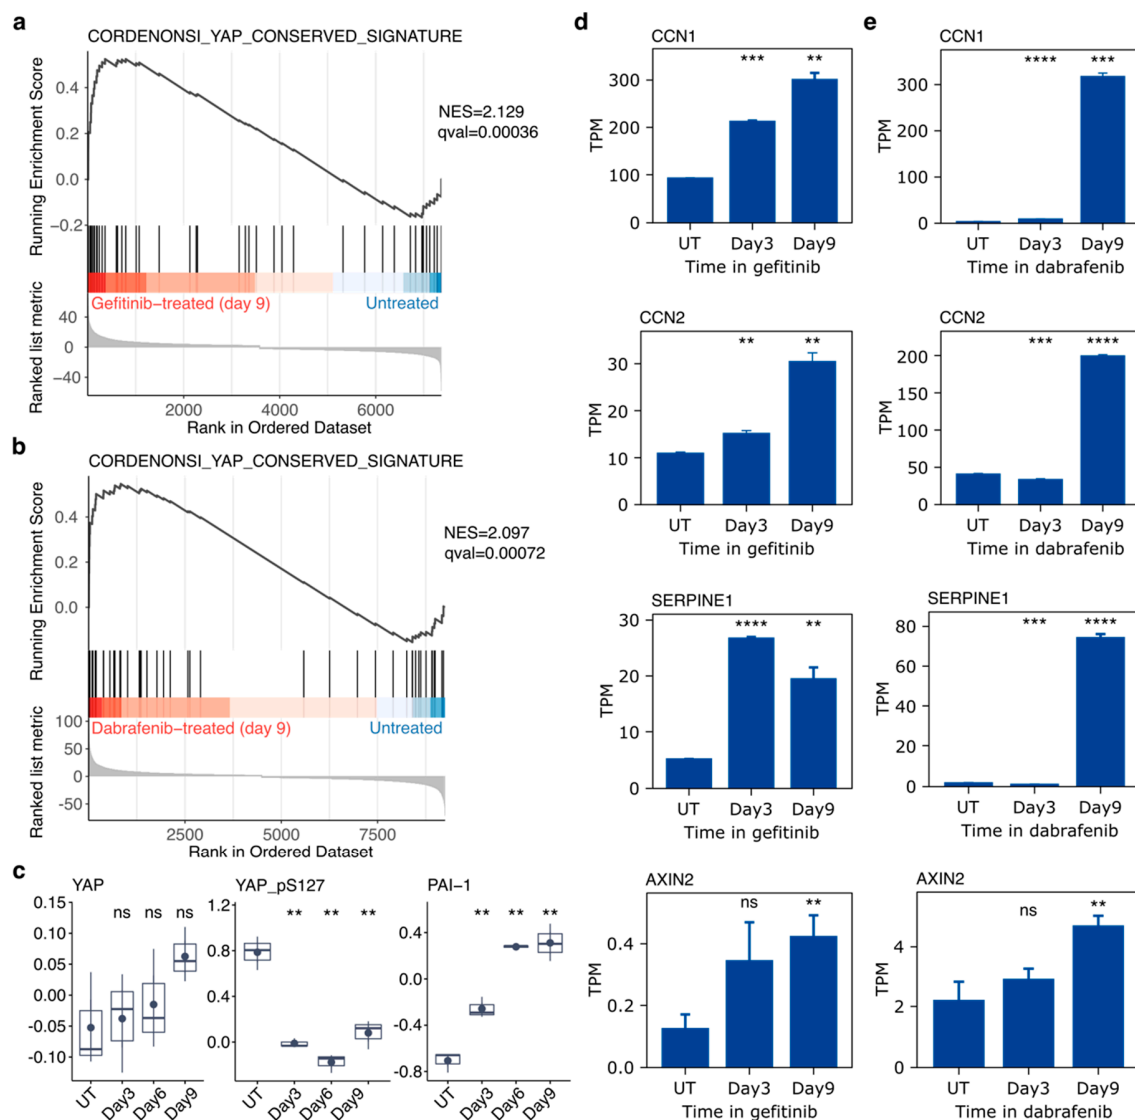 a
CORDENONSI_YAP_CONSERVED_SIGNATURE
Running Enrichment Score
0.4
0.2
0.0
−0.2
NES=2.129
qval=0.00036
Gefitinib−treated (day 9)
Untreated
Ranked list metric
40
0
−40
2000
4000
6000
Rank in Ordered Dataset
b
CORDENONSI_YAP_CONSERVED_SIGNATURE
Running Enrichment Score
0.4
0.2
0.0
NES=2.097
qval=0.00072
Dabrafenib−treated (day 9)
Untreated
Ranked list metric
100
50
0
-50
2500
5000
7500
Rank in Ordered Dataset
c
YAP
0.15
0.10
0.05
0.00
-0.05
-0.10
ns ns ns
UT Day3 Day6 Day9
YAP_pS127
1.2
0.8
0.4
0.0
** ** **
UT Day3 Day6 Day9
PAI−1
0.4
0.0
-0.4
-0.8
** ** **
UT Day3 Day6 Day9
d
CCN1
TPM
300
200
100
0
*** **
UT Day3 Day9
Time in gefitinib
CCN2
TPM
30
20
10
0
** **
UT Day3 Day9
Time in gefitinib
SERPINE1
TPM
30
20
10
0
**** **
UT Day3 Day9
Time in gefitinib
AXIN2
TPM
0.4
0.2
0.0
ns **
UT Day3 Day9
Time in gefitinib
e
CCN1
TPM
300
200
300
0
**** ***
UT Day3 Day9
Time in dabrafenib
CCN2
TPM
200
150
200
50
0
*** ****
UT Day3 Day9
Time in dabrafenib
SERPINE1
TPM
80
60
40
20
0
*** ****
UT Day3 Day9
Time in dabrafenib
AXIN2
TPM
4
2
0
ns **
UT Day3 Day9
Time in dabrafenib